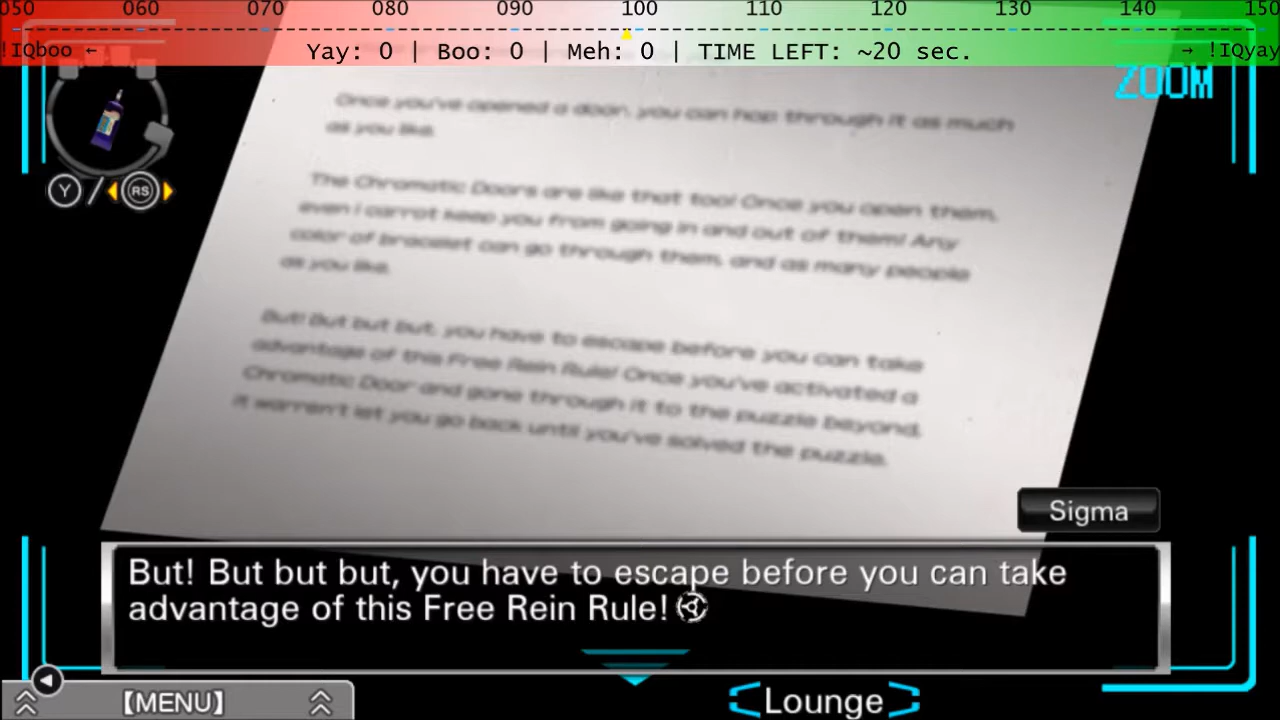 050 060 070 080 090 100 110 120 130 140 150
!IQboo ← Yay: 0 | Boo: 0 | Meh: 0 | TIME LEFT: ~20 sec. → !IQyay
ZOOM
Once you've opened a door, you can hop through it as much
as you like.
Y / RS
The Chromatic Doors are like that too! Once you open them,
even I carrot keep you from going in and out of them! Any
color of bracelet can go through them, and as many people
as you like.
But! But but but, you have to escape before you can take
advantage of this Free Rein Rule! Once you've activated a
Chromatic Door and gone through it to the puzzle beyond,
it warren't let you go back until you've solved the puzzle.
Sigma
But! But but but, you have to escape before you can take
advantage of this Free Rein Rule!
【MENU】
Lounge